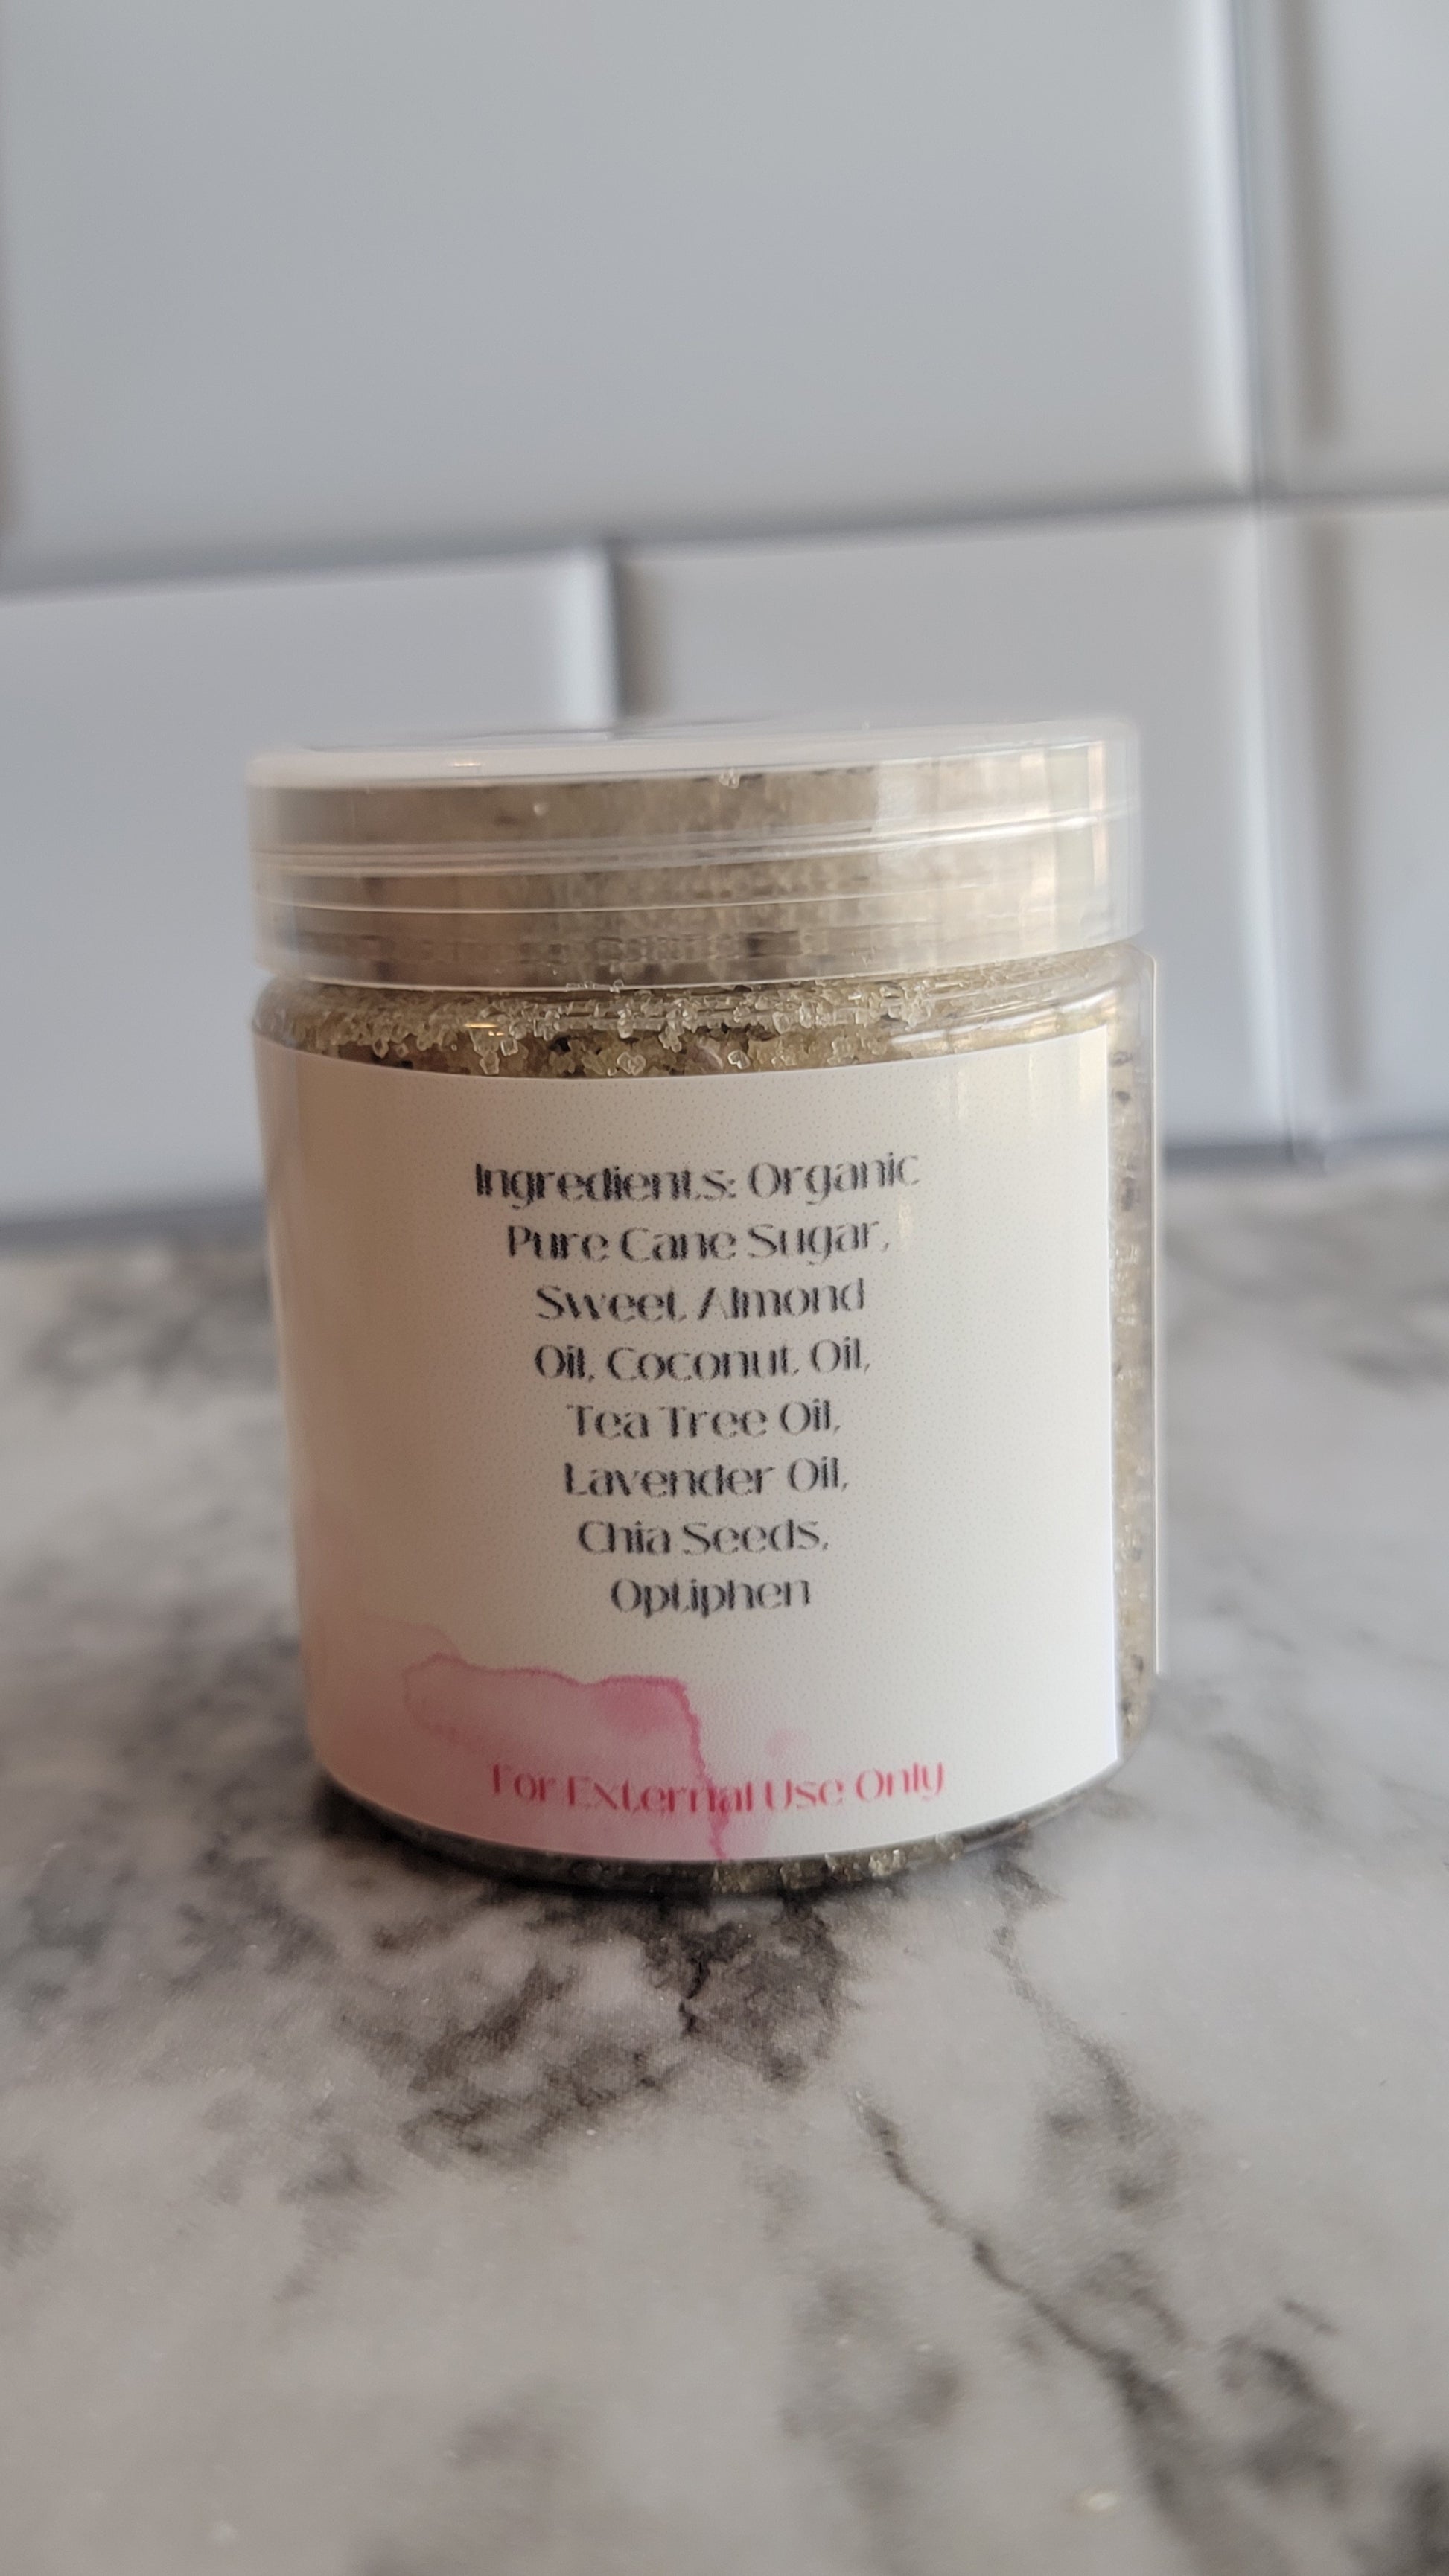 Ingredients: Organic
Pure Cane Sugar,
Sweet Almond
Oil, Coconut Oil,
Tea Tree Oil,
Lavender Oil,
Chia Seeds,
Optiphen
For External Use Only